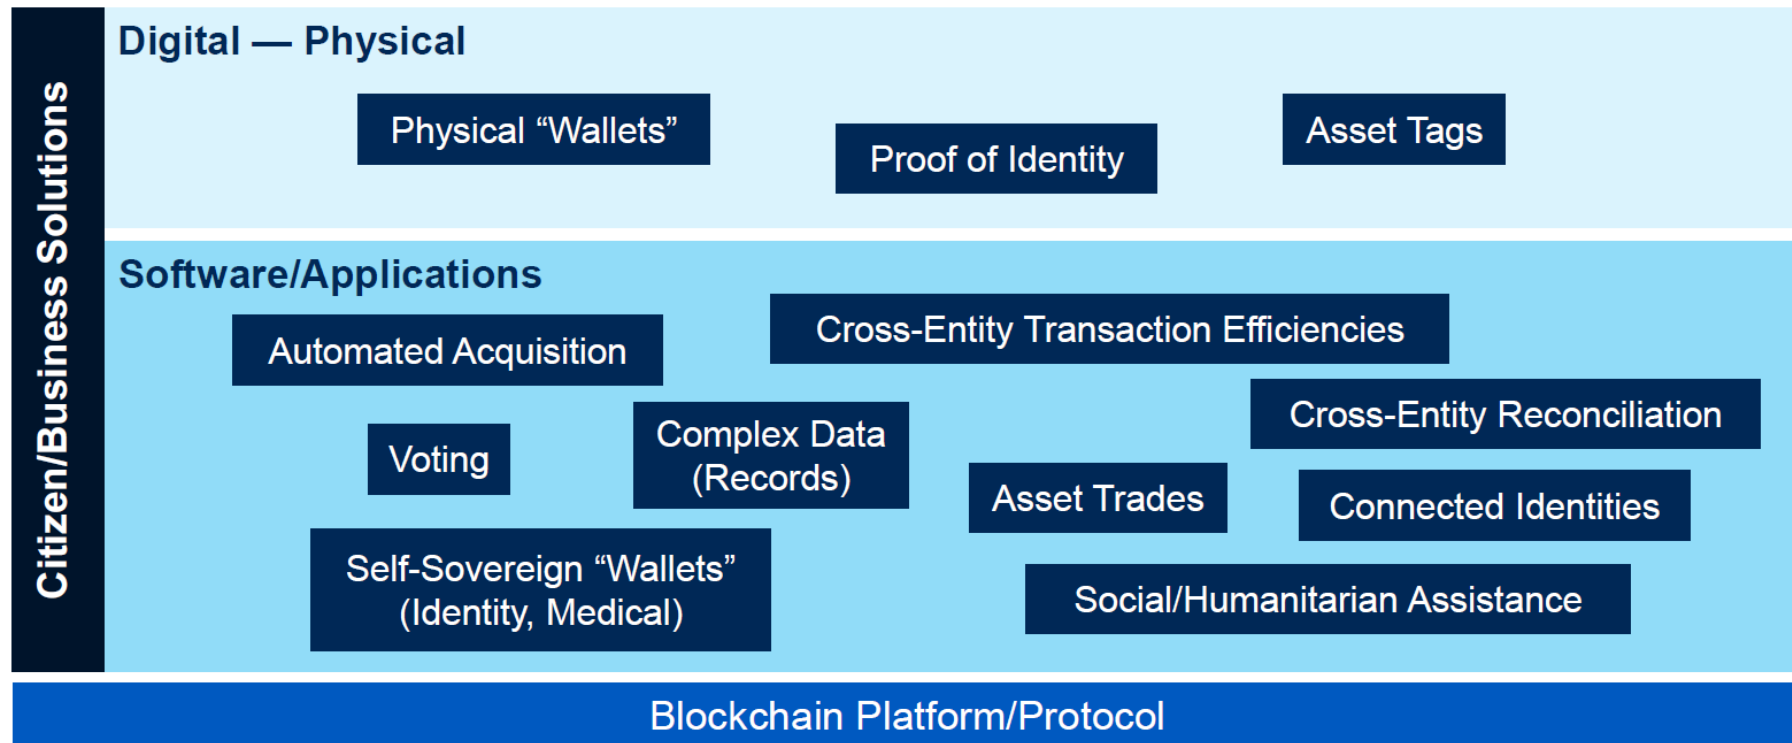 Citizen/Business Solutions
Digital — Physical
Physical “Wallets”
Proof of Identity
Asset Tags
Software/Applications
Automated Acquisition
Cross-Entity Transaction Efficiencies
Voting
Complex Data
(Records)
Cross-Entity Reconciliation
Asset Trades
Connected Identities
Self-Sovereign “Wallets”
(Identity, Medical)
Social/Humanitarian Assistance
Blockchain Platform/Protocol